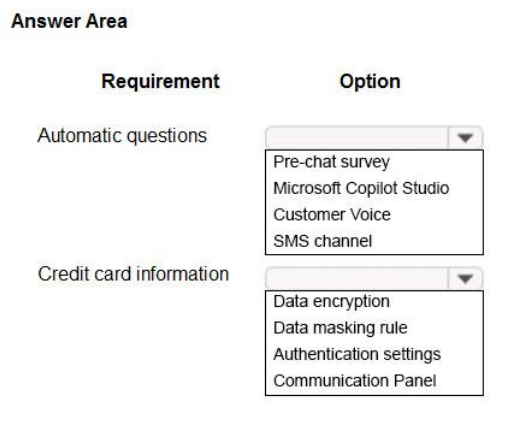 Answer Area
Requirement Option
Automatic questions
Pre-chat survey
Microsoft Copilot Studio
Customer Voice
SMS channel
Credit card information
Data encryption
Data masking rule
Authentication settings
Communication Panel